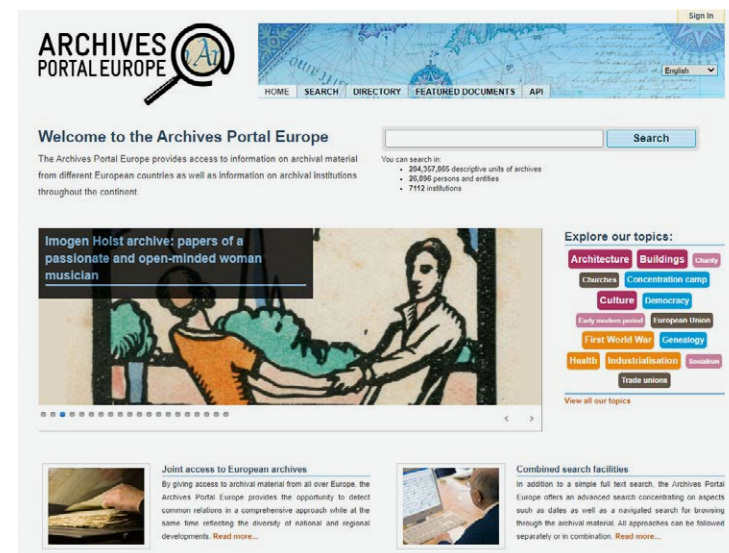 Sign In
ARCHIVES
PORTAL EUROPE
English
HOME SEARCH DIRECTORY FEATURED DOCUMENTS API
Welcome to the Archives Portal Europe
The Archives Portal Europe provides access to information on archival material
from different European countries as well as information on archival institutions
throughout the continent.
Search
You can search in:
• 284,357,865 descriptive units of archives
• 26,896 persons and entities
• 7112 institutions
Imogen Holst archive: papers of a
passionate and open-minded woman
musician
Explore our topics:
Architecture Buildings Charity
Churches Concentration camp
Culture Democracy
Early modern period European Union
First World War Genealogy
Health Industrialisation Socialism
Trade unions
View all our topics
Joint access to European archives
By giving access to archival material from all over Europe, the
Archives Portal Europe provides the opportunity to detect
common relations in a comprehensive approach while at the
same time reflecting the diversity of national and regional
developments. Read more...
Combined search facilities
In addition to a simple full text search, the Archives Portal
Europe offers an advanced search concentrating on aspects
such as dates as well as a navigated search for browsing
through the archival material. All approaches can be followed
separately or in combination. Read more...